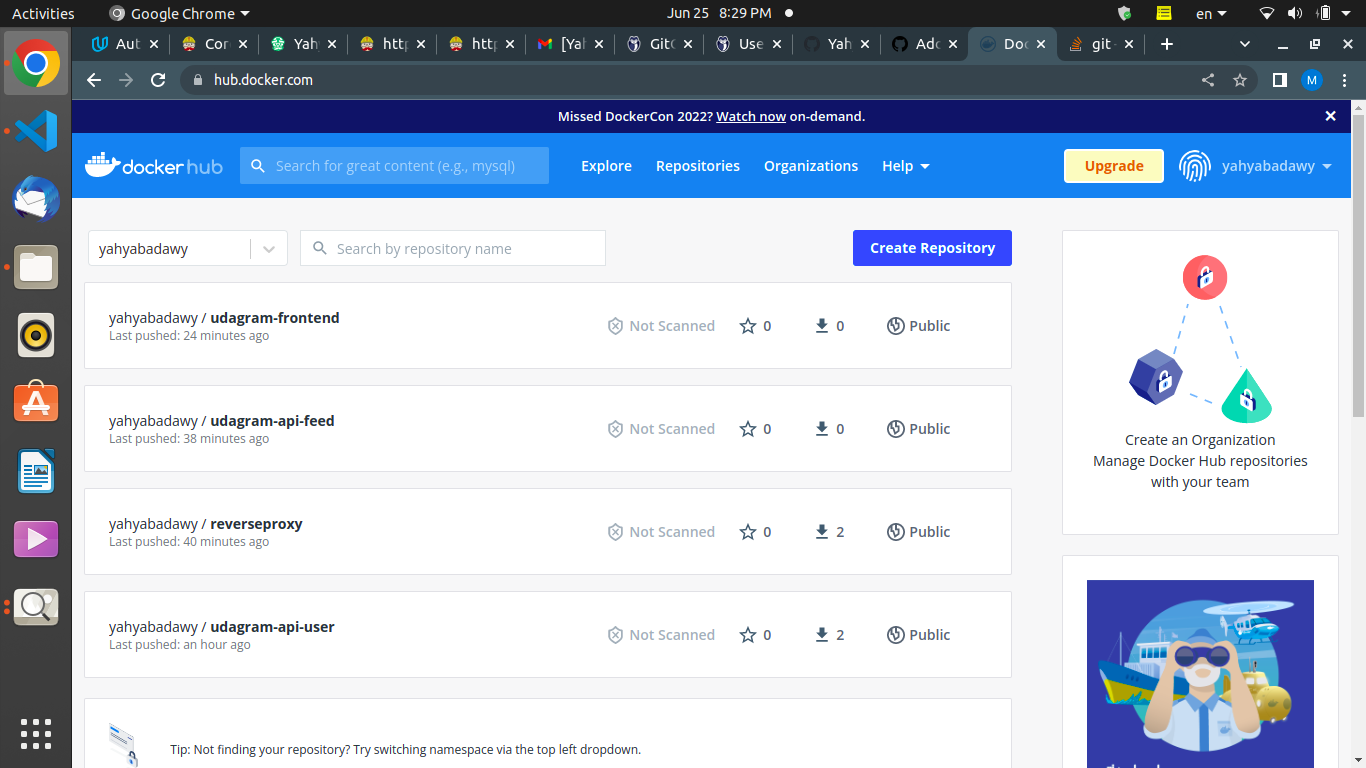 Activities
Google Chrome
Jun 25 8:29 PM
en
Aut
Cor
Yahy
http
http
[Yal
GitC
Use
Yah
Adc
Doc
git -
hub.docker.com
M
Missed DockerCon 2022? Watch now on-demand.
dockerhub
Search for great content (e.g., mysql)
Explore
Repositories
Organizations
Help
Upgrade
yahyabadawy
yahyabadawy
Search by repository name
Create Repository
yahyabadawy / udagram-frontend
Last pushed: 24 minutes ago
Not Scanned
0
0
Public
yahyabadawy / udagram-api-feed
Last pushed: 38 minutes ago
Not Scanned
0
0
Public
yahyabadawy / reverseproxy
Last pushed: 40 minutes ago
Not Scanned
0
2
Public
yahyabadawy / udagram-api-user
Last pushed: an hour ago
Not Scanned
0
2
Public
Tip: Not finding your repository? Try switching namespace via the top left dropdown.
Create an Organization
Manage Docker Hub repositories
with your team